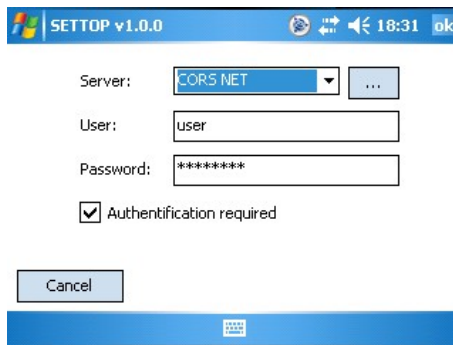 SETTOP v1.0.0 18:31 ok
Server: CORS NET ...
User: user
Password: ********
Authentification required
Cancel